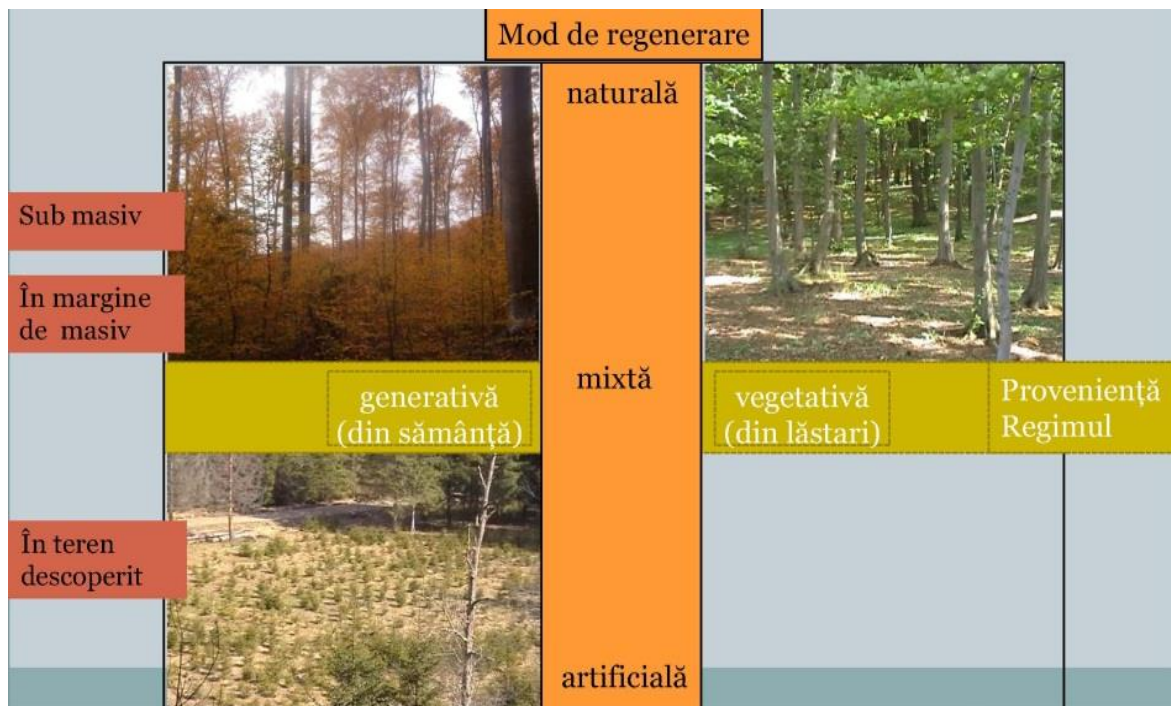 Mod de regenerare
naturală
Sub masiv
În margine
de masiv
mixtă
generativă
(din sămânţă)
vegetativă
(din lăstari)
Proveniență
Regimul
În teren
descoperit
artificială